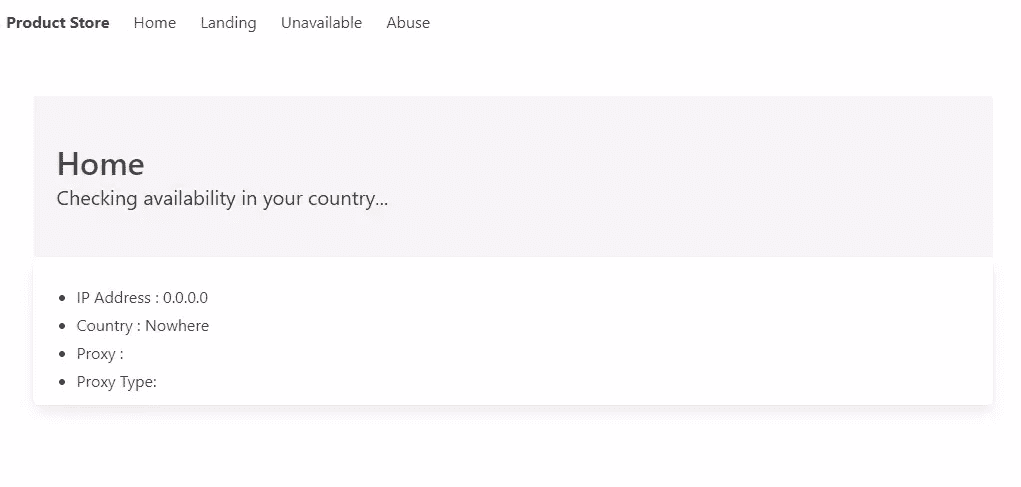 Product Store Home Landing Unavailable Abuse
Home
Checking availability in your country...
IP Address : 0.0.0.0
Country : Nowhere
Proxy :
Proxy Type: